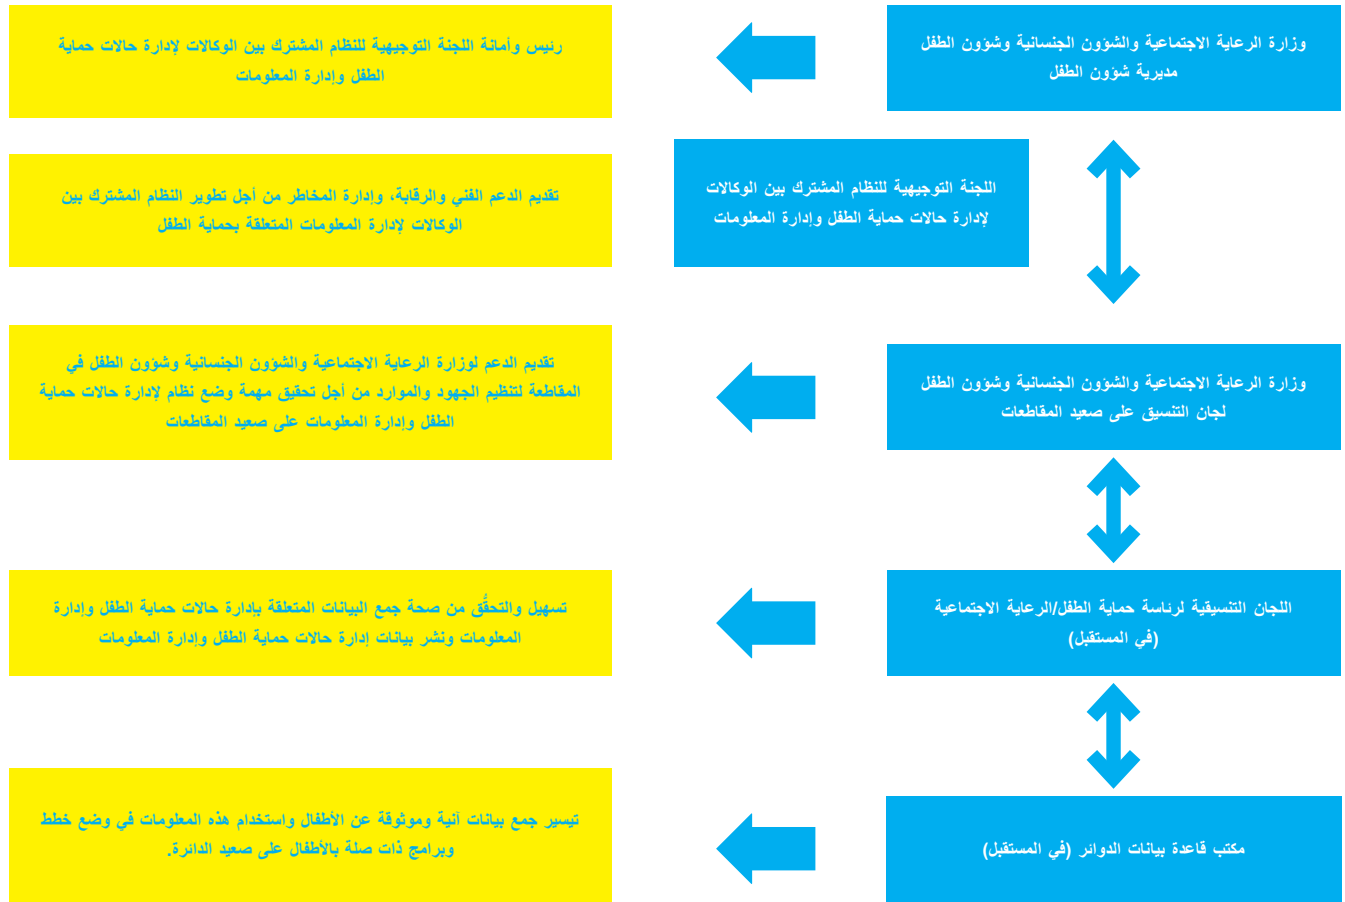 وزارة الرعاية الاجتماعية والشؤون الجنسانية وشؤون الطفل
مديرية شؤون الطفل
رئيس وأمانة اللجنة التوجيهية للنظام المشترك بين الوكالات لإدارة حالات حماية
الطفل وإدارة المعلومات
اللجنة التوجيهية للنظام المشترك بين الوكالات
لإدارة حالات حماية الطفل وإدارة المعلومات
تقديم الدعم الفني والرقابة، وإدارة المخاطر من أجل تطوير النظام المشترك بين
الوكالات لإدارة المعلومات المتعلقة بحماية الطفل
وزارة الرعاية الاجتماعية والشؤون الجنسانية وشؤون الطفل
لجان التنسيق على صعيد المقاطعات
تقديم الدعم لوزارة الرعاية الاجتماعية والشؤون الجنسانية وشؤون الطفل في
المقاطعة لتنظيم الجهود والموارد من أجل تحقيق مهمة وضع نظام لإدارة حالات حماية
الطفل وإدارة المعلومات على صعيد المقاطعات
اللجان التنسيقية لرئاسة حماية الطفل/الرعاية الاجتماعية
(في المستقبل)
تسهيل والتحقُّق من صحة جمع البيانات المتعلقة بإدارة حالات حماية الطفل وإدارة
المعلومات ونشر بيانات إدارة حالات حماية الطفل وإدارة المعلومات
مكتب قاعدة بيانات الدوائر (في المستقبل)
تيسير جمع بيانات آنية وموثوقة عن الأطفال واستخدام هذه المعلومات في وضع خطط
وبرامج ذات صلة بالأطفال على صعيد الدائرة.